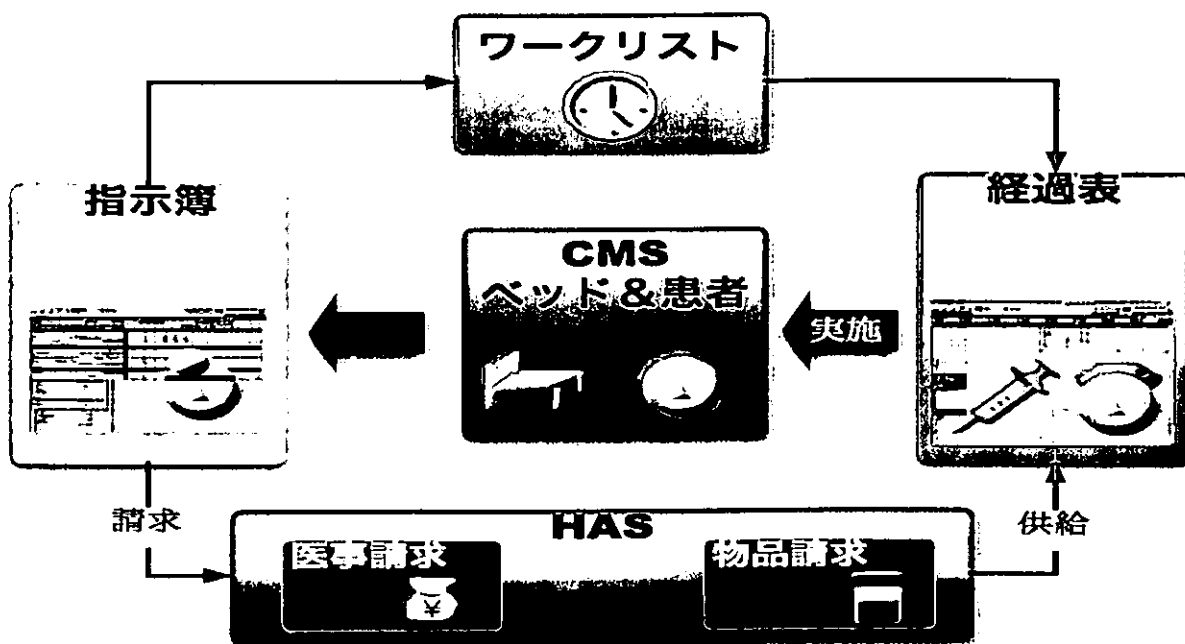 ワークリスト
指示簿
経過表
CMS
ベッド&患者
実施
請求
供給
HAS
医事請求
物品請求
¥